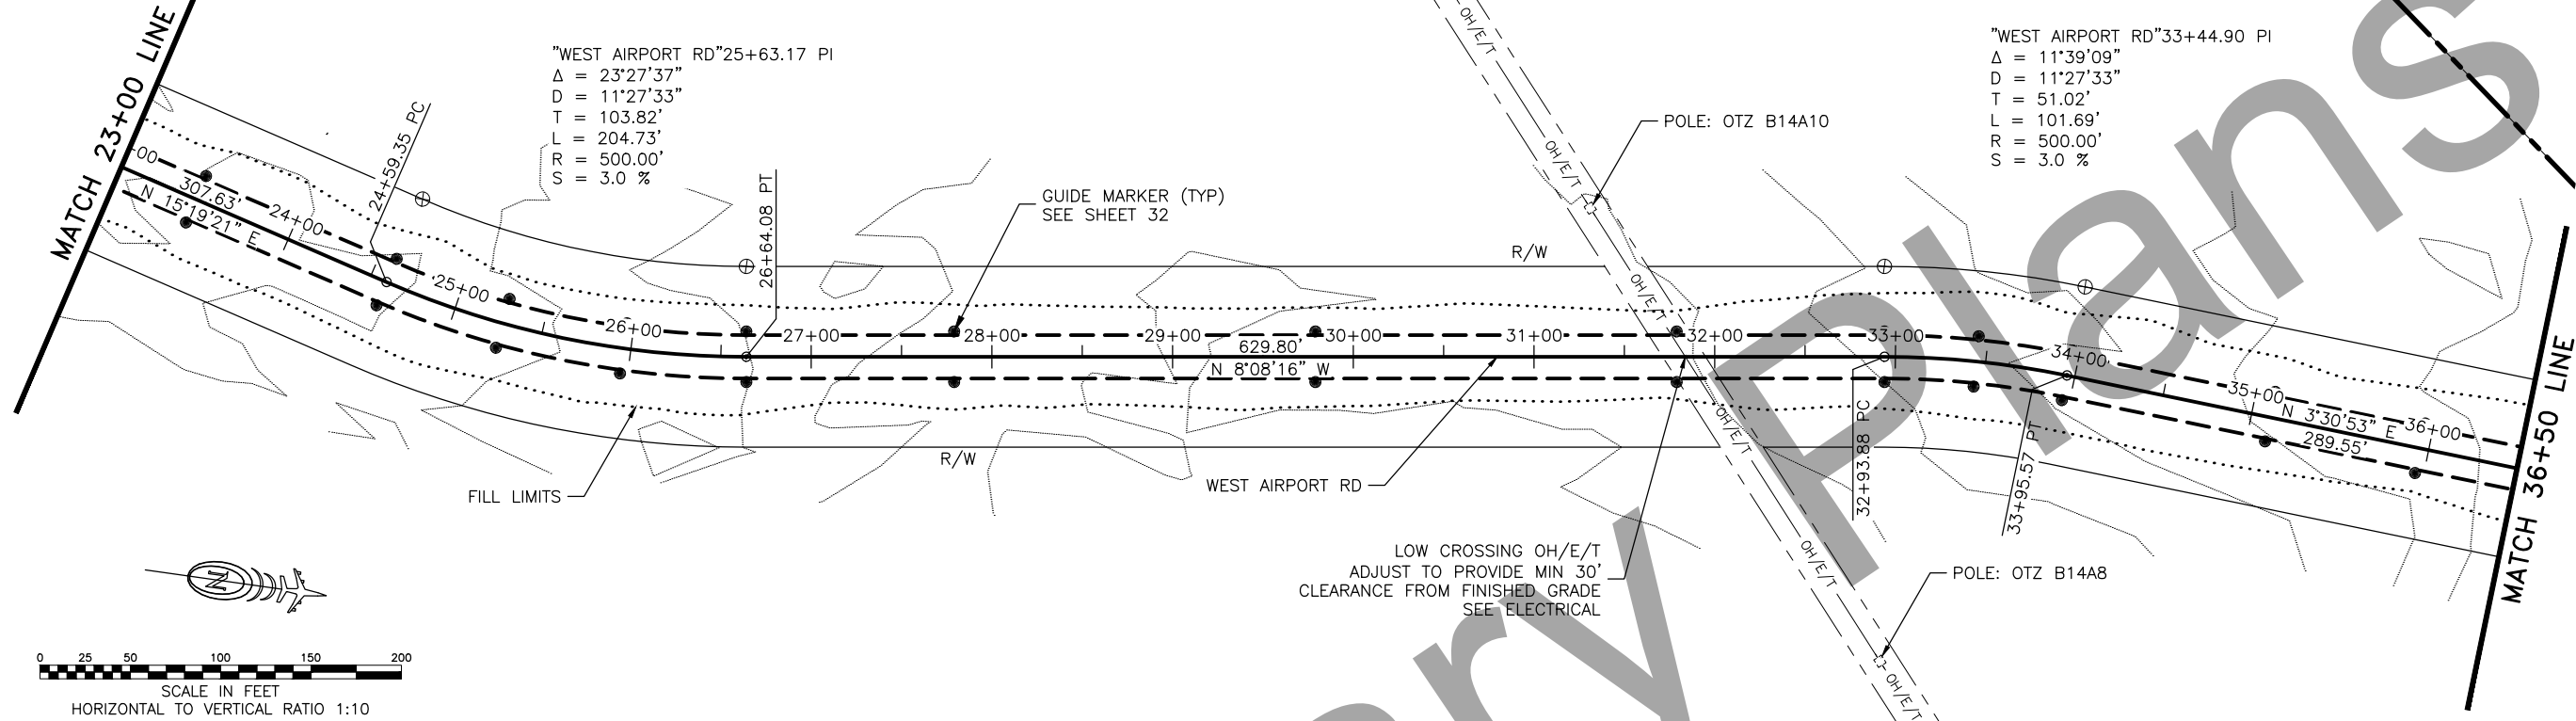 MATCH 23+00 LINE
"WEST AIRPORT RD"25+63.17 PI
Δ = 23°27'37"
D = 11°27'33"
T = 103.82'
L = 204.73'
R = 500.00'
S = 3.0 %
"WEST AIRPORT RD"33+44.90 PI
Δ = 11°39'09"
D = 11°27'33"
T = 51.02'
L = 101.69'
R = 500.00'
S = 3.0 %
24+59.35 PC
26+64.08 PT
GUIDE MARKER (TYP)
SEE SHEET 32
OH/E/T
OH/E/T
POLE: OTZ B14A10
R/W
OH/E/T
+00
307.63'
N 15°19'21" E
24+00
25+00
26+00
27+00
28+00
29+00
30+00
31+00
32+00
33+00
34+00
35+00
36+00
629.80'
N 8°08'16" W
N 3°30'53" E
289.55'
MATCH 36+50 LINE
R/W
FILL LIMITS
WEST AIRPORT RD
OH/E/T
32+93.88 PC
33+95.57 PT
LOW CROSSING OH/E/T
ADJUST TO PROVIDE MIN 30'
CLEARANCE FROM FINISHED GRADE
SEE ELECTRICAL
OH/E/T
POLE: OTZ B14A8
OH/E/T
N
0 25 50 100 150 200
SCALE IN FEET
HORIZONTAL TO VERTICAL RATIO 1:10
ry Plans